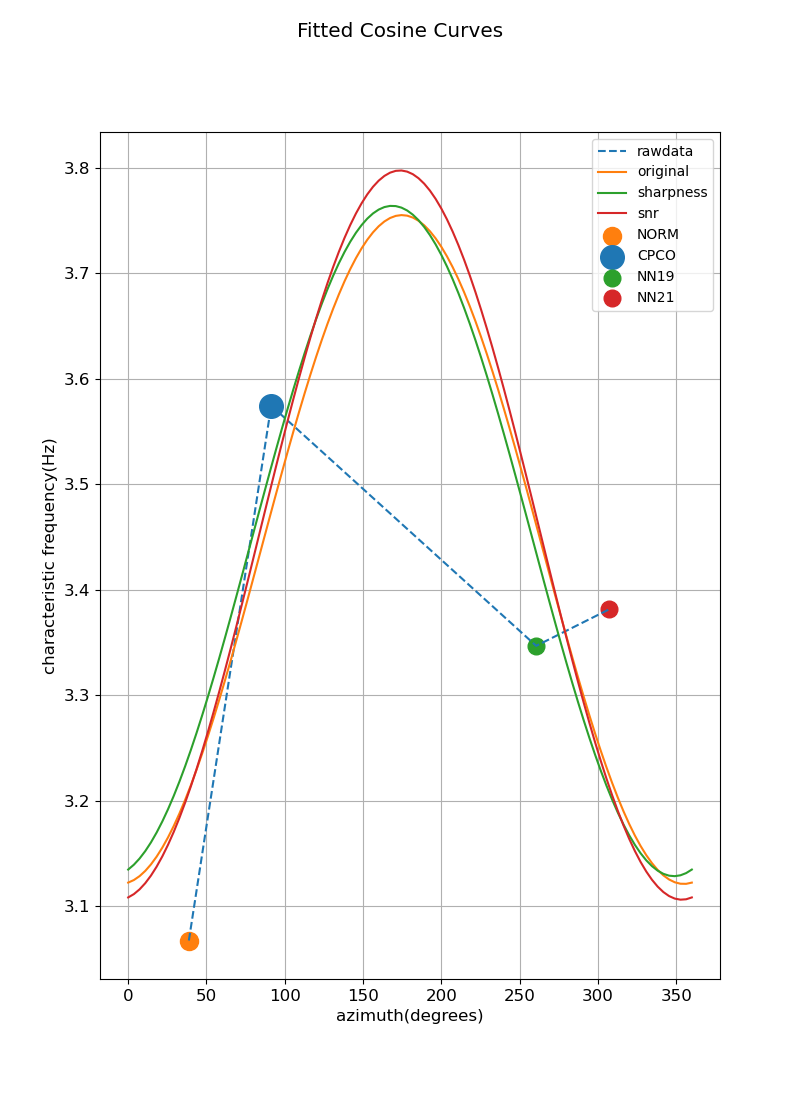 Fitted Cosine Curves
rawdata
original
sharpness
snr
NORM
CPCO
NN19
NN21
3.8
3.7
3.6
3.5
3.4
3.3
3.2
3.1
characteristic frequency(Hz)
0 50 100 150 200 250 300 350
azimuth(degrees)